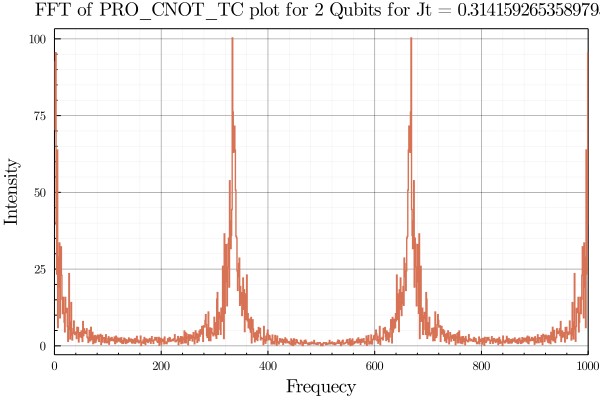 FFT of PRO_CNOT_TC plot for 2 Qubits for Jt = 0.314159265358979
100
75
50
25
0
Intensity
0 200 400 600 800 1000
Frequecy